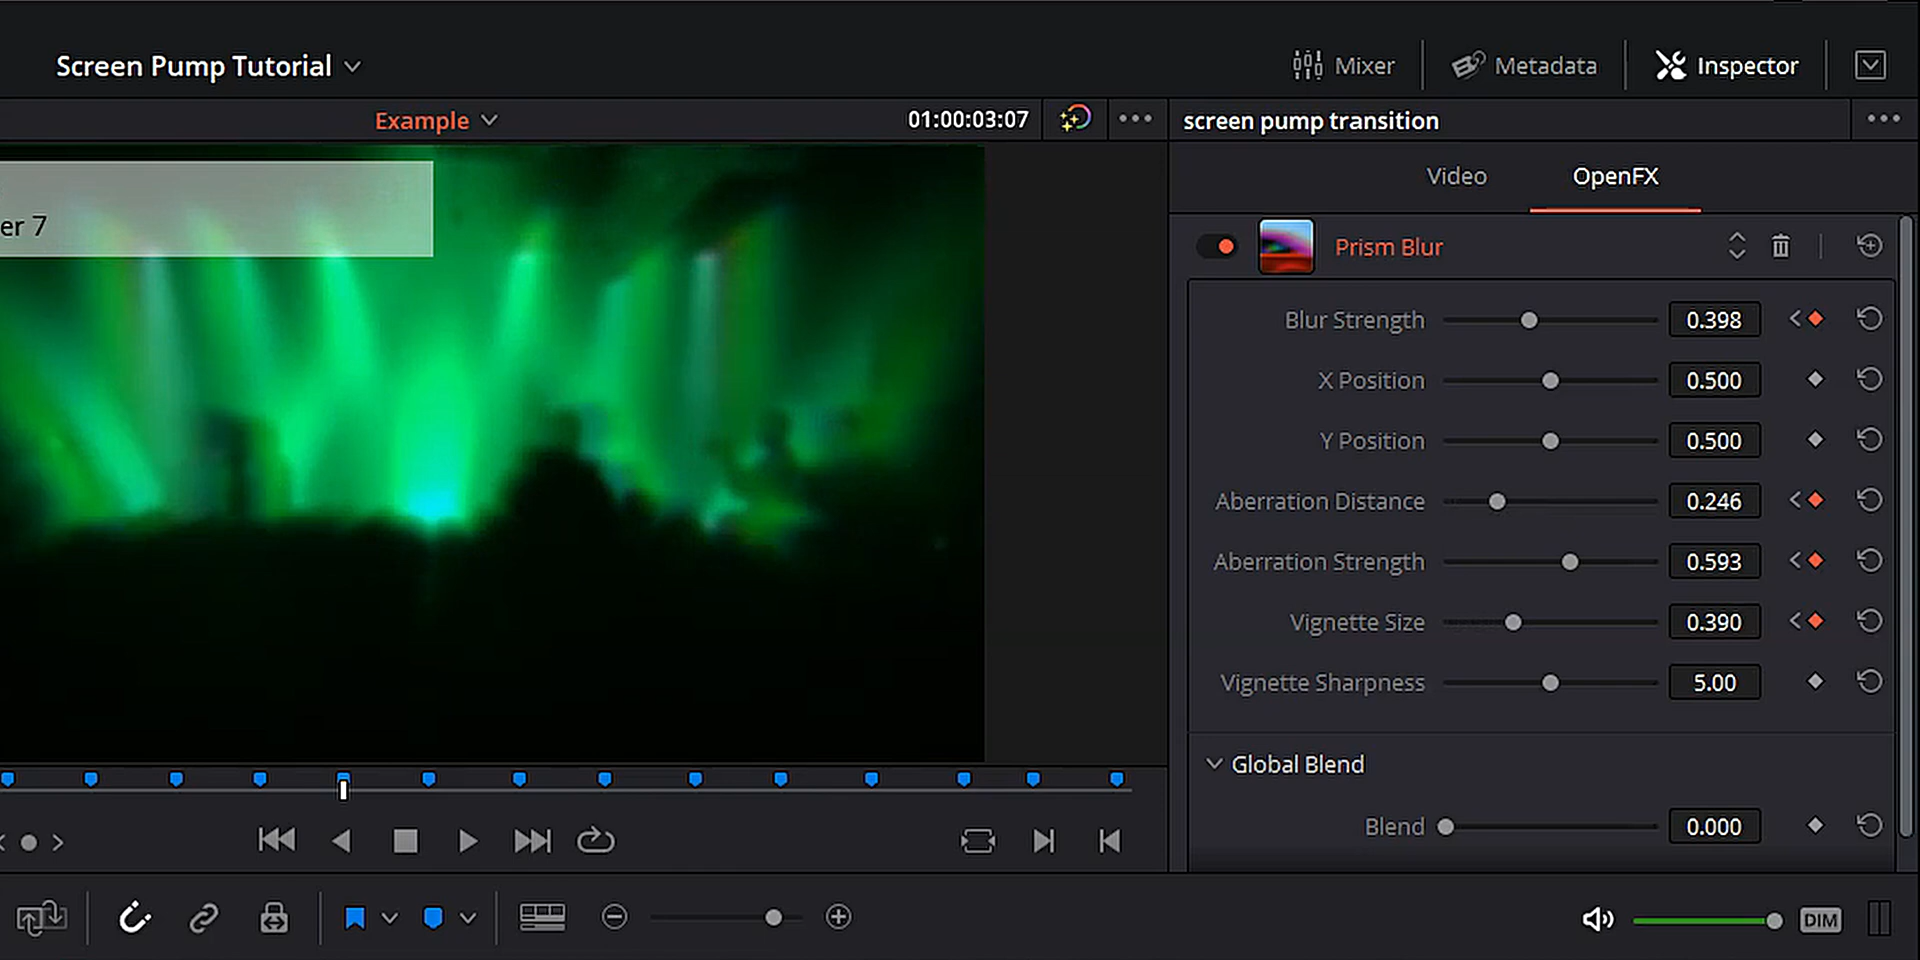 Screen Pump Tutorial
Mixer
Metadata
Inspector
Example
01:00:03:07
screen pump transition
er 7
Video
OpenFX
Prism Blur
Blur Strength 0.398
X Position 0.500
Y Position 0.500
Aberration Distance 0.246
Aberration Strength 0.593
Vignette Size 0.390
Vignette Sharpness 5.00
Global Blend
Blend 0.000
DIM